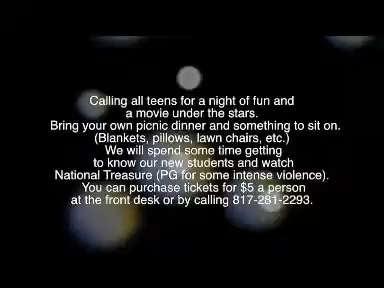 Calling all teens for a night of fun and
a movie under the stars.
Bring your own picnic dinner and something to sit on.
(Blankets, pillows, lawn chairs, etc.)
We will spend some time getting
to know our new students and watch
National Treasure (PG for some intense violence).
You can purchase tickets for $5 a person
at the front desk or by calling 817-281-2293.